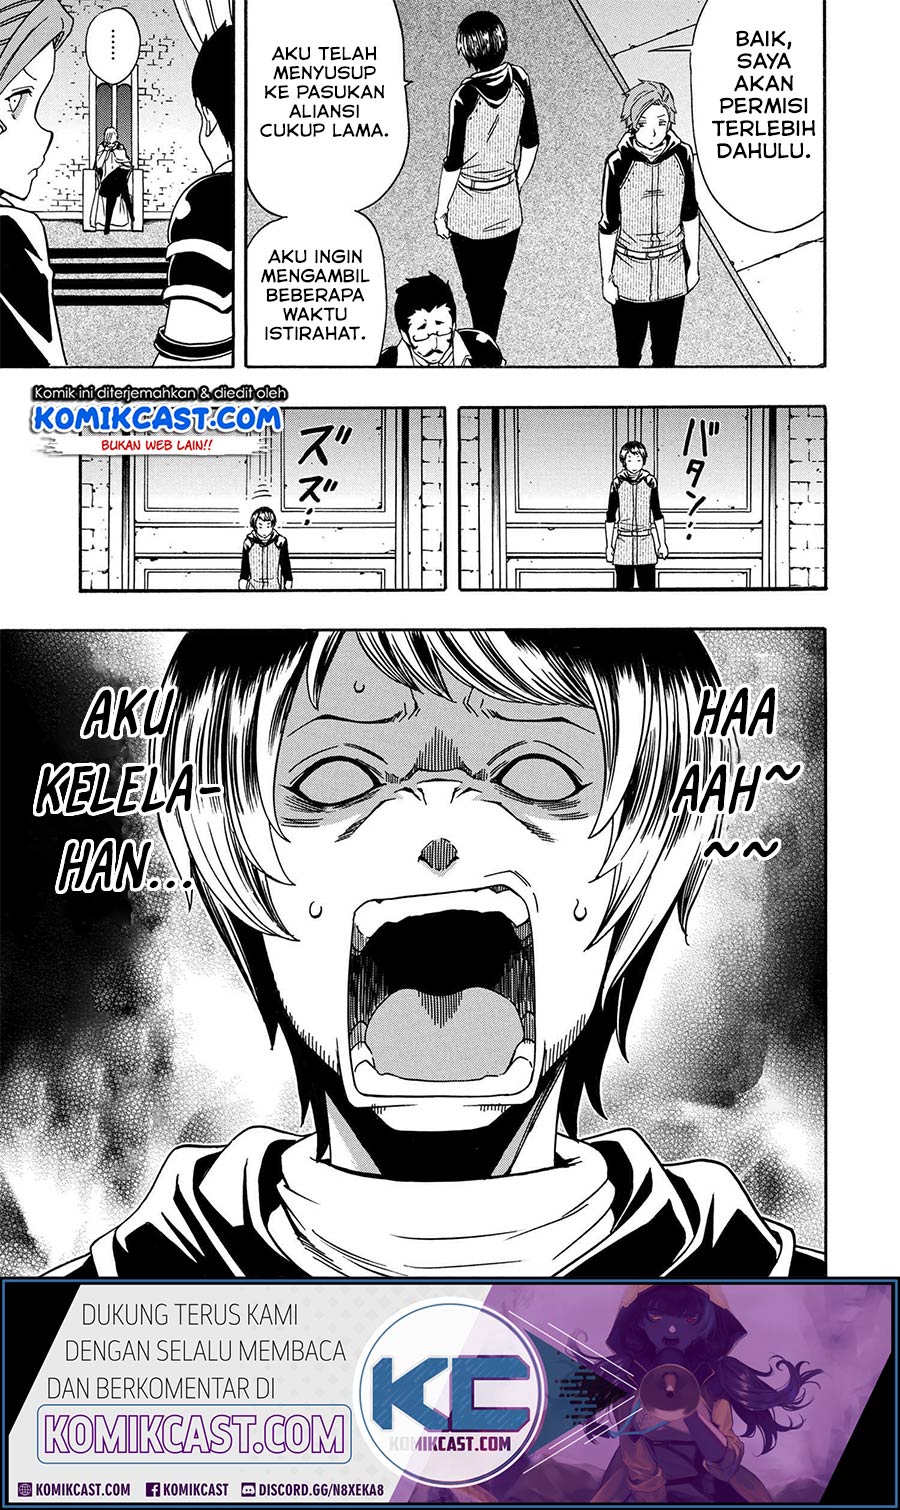 BAIK,
SAYA
AKAN
PERMISI
TERLEBIH
DAHULU.
AKU TELAH
MENYUSUP
KE PASUKAN
ALIANSI
CUKUP LAMA.
AKU INGIN
MENGAMBIL
BEBERAPA
WAKTU
ISTIRAHAT.
......
バタン…
ズズズ…
Komik ini diterjemahkan & diedit oleh
KOMIKCAST.COM
BUKAN WEB LAIN!!
HAA
AAH~
~~
AKU
KELELA-
HAN...
DUKUNG TERUS KAMI
DENGAN SELALU MEMBACA
DAN BERKOMENTAR DI
KOMIKCAST.COM
KC
KOMIKCAST.COM
KOMIKCAST.COM KOMIKCAST DISCORD.GG/N8XEKA8